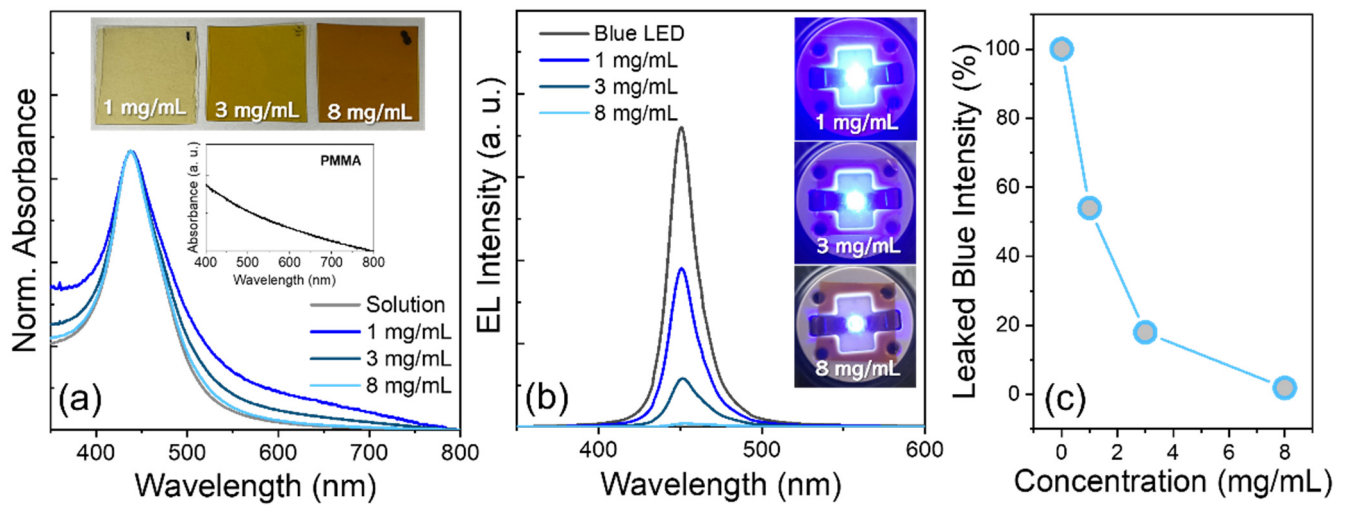 (a)
Norm. Absorbance
1 mg/mL
3 mg/mL
8 mg/mL
PMMA
Absorbance (a. u.)
400 500 600 700 800
Wavelength (nm)
Solution
1 mg/mL
3 mg/mL
8 mg/mL
400 500 600 700 800
Wavelength (nm)
(b)
EL Intensity (a. u.)
Blue LED
1 mg/mL
3 mg/mL
8 mg/mL
1 mg/mL
3 mg/mL
8 mg/mL
400 500 600
Wavelength (nm)
(c)
Leaked Blue Intensity (%)
100
80
60
40
20
0
0 2 4 6 8
Concentration (mg/mL)